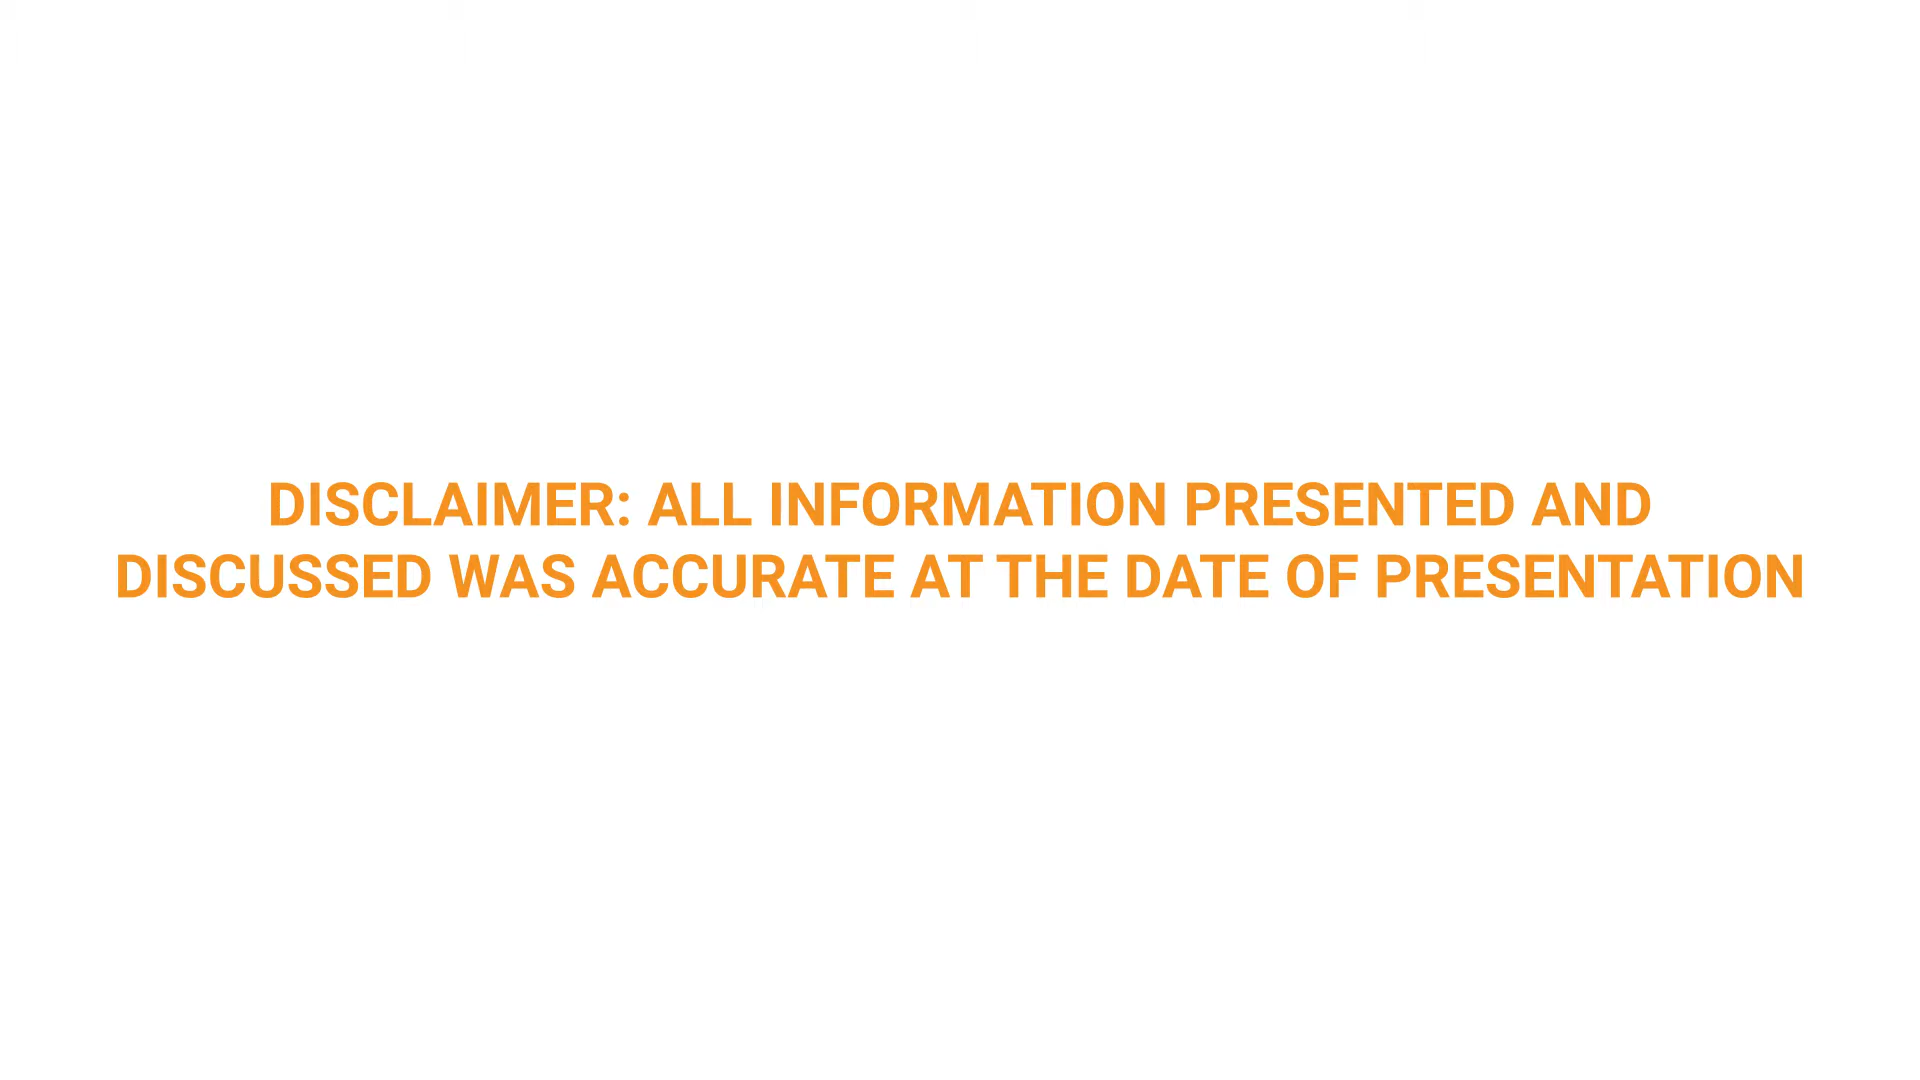 DISCLAIMER: ALL INFORMATION PRESENTED AND
DISCUSSED WAS ACCURATE AT THE DATE OF PRESENTATION